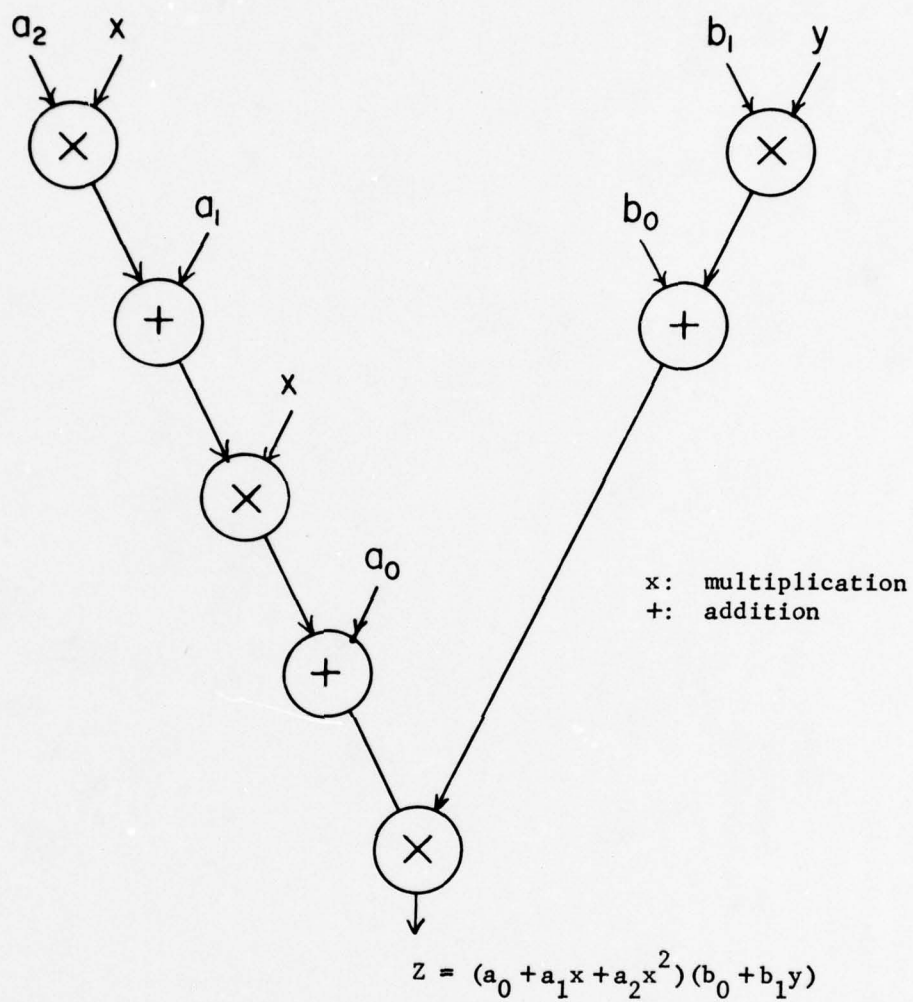 a₂ x b₁ y
× ×
a₁ b₀
+ +
x
×
a₀
x: multiplication
+: addition
+
×
Z = (a₀ + a₁x + a₂x²)(b₀ + b₁y)